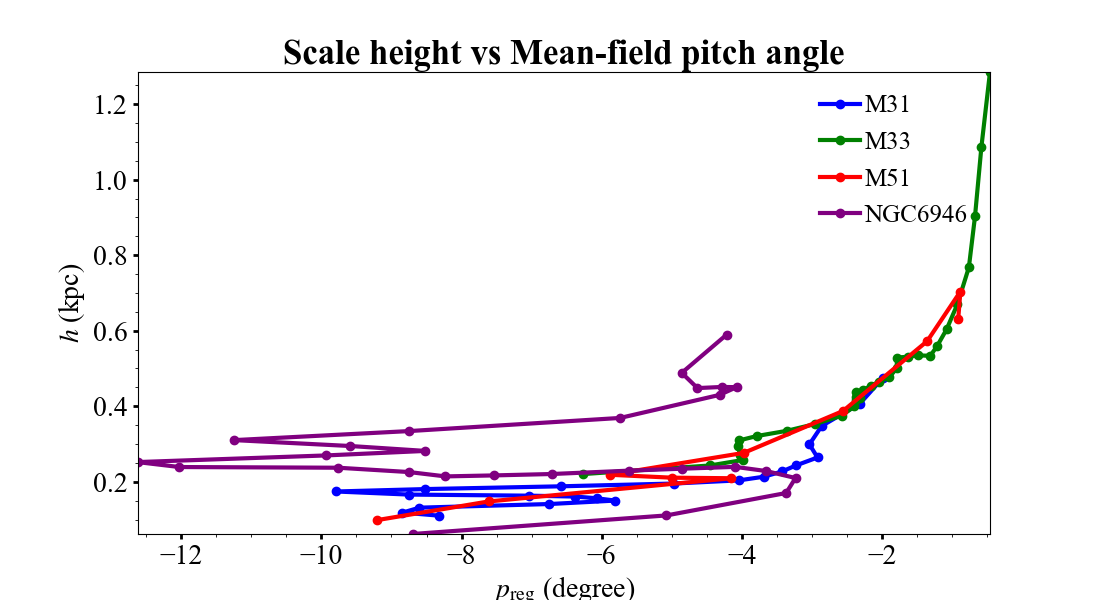 Scale height vs Mean-field pitch angle
M31
M33
M51
NGC6946
1.2
1.0
0.8
0.6
0.4
0.2
h (kpc)
−12 −10 −8 −6 −4 −2
p_reg (degree)